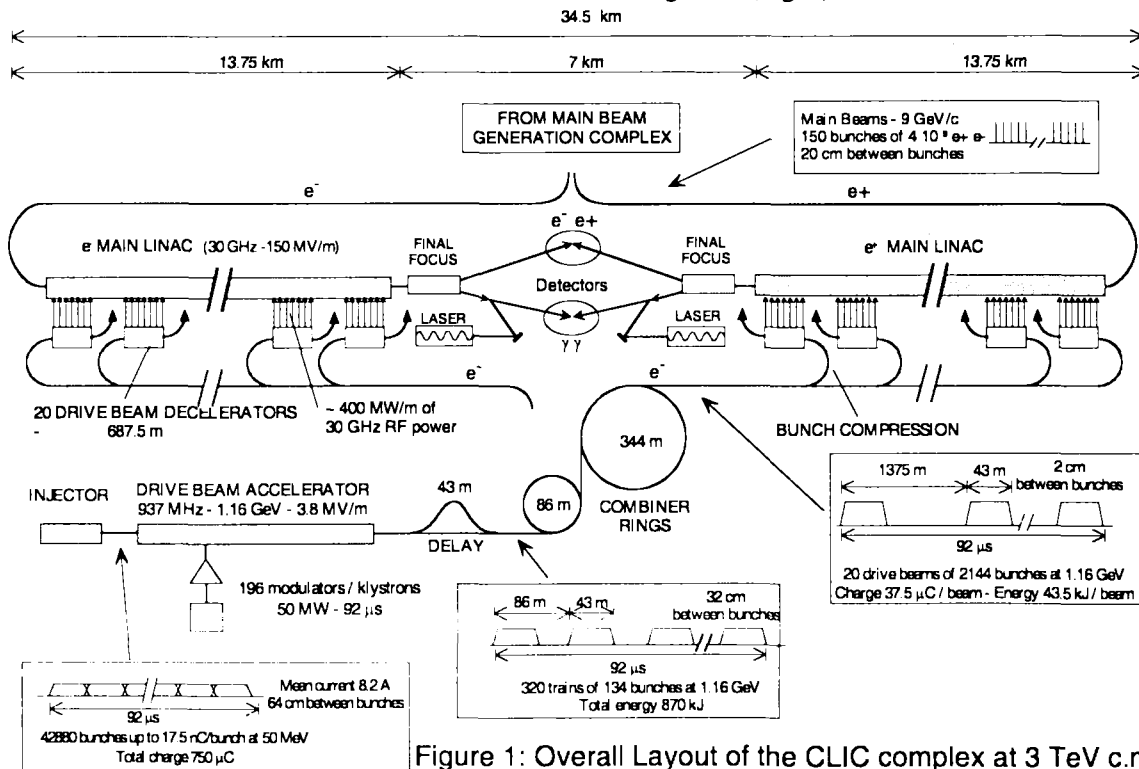 34.5 km
13.75 km
7 km
13.75 km
FROM MAIN BEAM
GENERATION COMPLEX
Main Beams - 9 GeV/c
150 bunches of 4 10⁹ e+ e-
20 cm between bunches
e-
e+
e- e+
e- MAIN LINAC (30 GHz -150 MV/m)
FINAL
FOCUS
Detectors
FINAL
FOCUS
e+ MAIN LINAC
LASER
γ γ
LASER
e-
e-
20 DRIVE BEAM DECELERATORS
- 687.5 m
~ 400 MW/m of
30 GHz RF power
BUNCH COMPRESSION
344 m
COMBINER
RINGS
86 m
INJECTOR
DRIVE BEAM ACCELERATOR
937 MHz - 1.16 GeV - 3.8 MV/m
43 m
DELAY
196 modulators / klystrons
50 MW - 92 µs
1375 m
43 m
2 cm
between bunches
92 µs
20 drive beams of 2144 bunches at 1.16 GeV
Charge 37.5 µC / beam - Energy 43.5 kJ / beam
86 m
43 m
32 cm
between bunches
92 µs
320 trains of 134 bunches at 1.16 GeV
Total energy 870 kJ
Mean current 8.2 A
64 cm between bunches
92 µs
42880 bunches up to 17.5 nC/bunch at 50 MeV
Total charge 750 µC
Figure 1: Overall Layout of the CLIC complex at 3 TeV c.